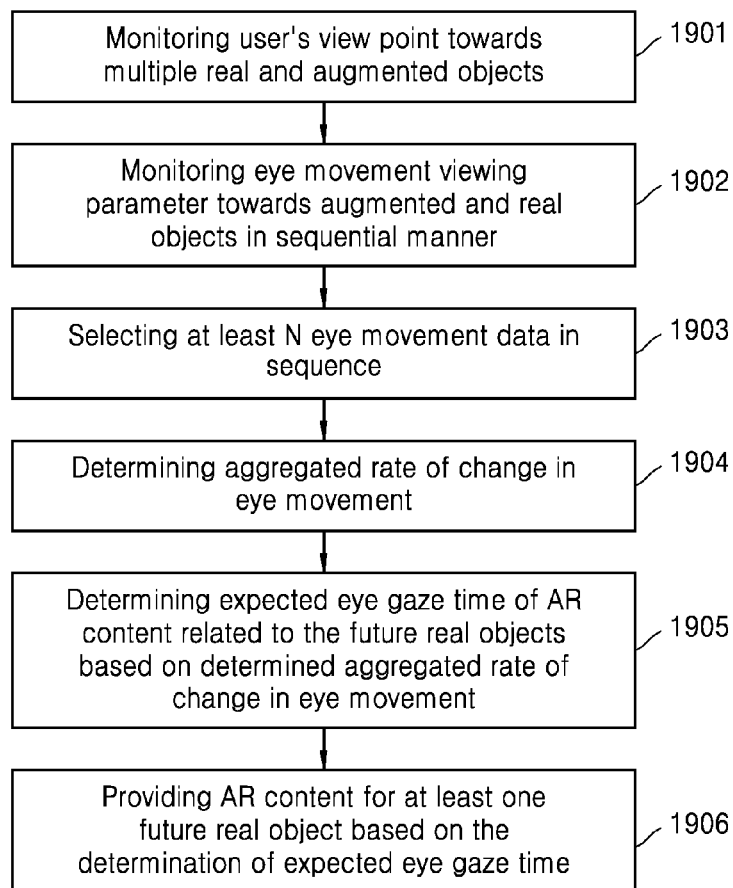 Monitoring user's view point towards
multiple real and augmented objects
1901
Monitoring eye movement viewing
parameter towards augmented and real
objects in sequential manner
1902
Selecting at least N eye movement data in
sequence
1903
Determining aggregated rate of change in
eye movement
1904
Determining expected eye gaze time of AR
content related to the future real objects
based on determined aggregated rate of
change in eye movement
1905
Providing AR content for at least one
future real object based on the
determination of expected eye gaze time
1906